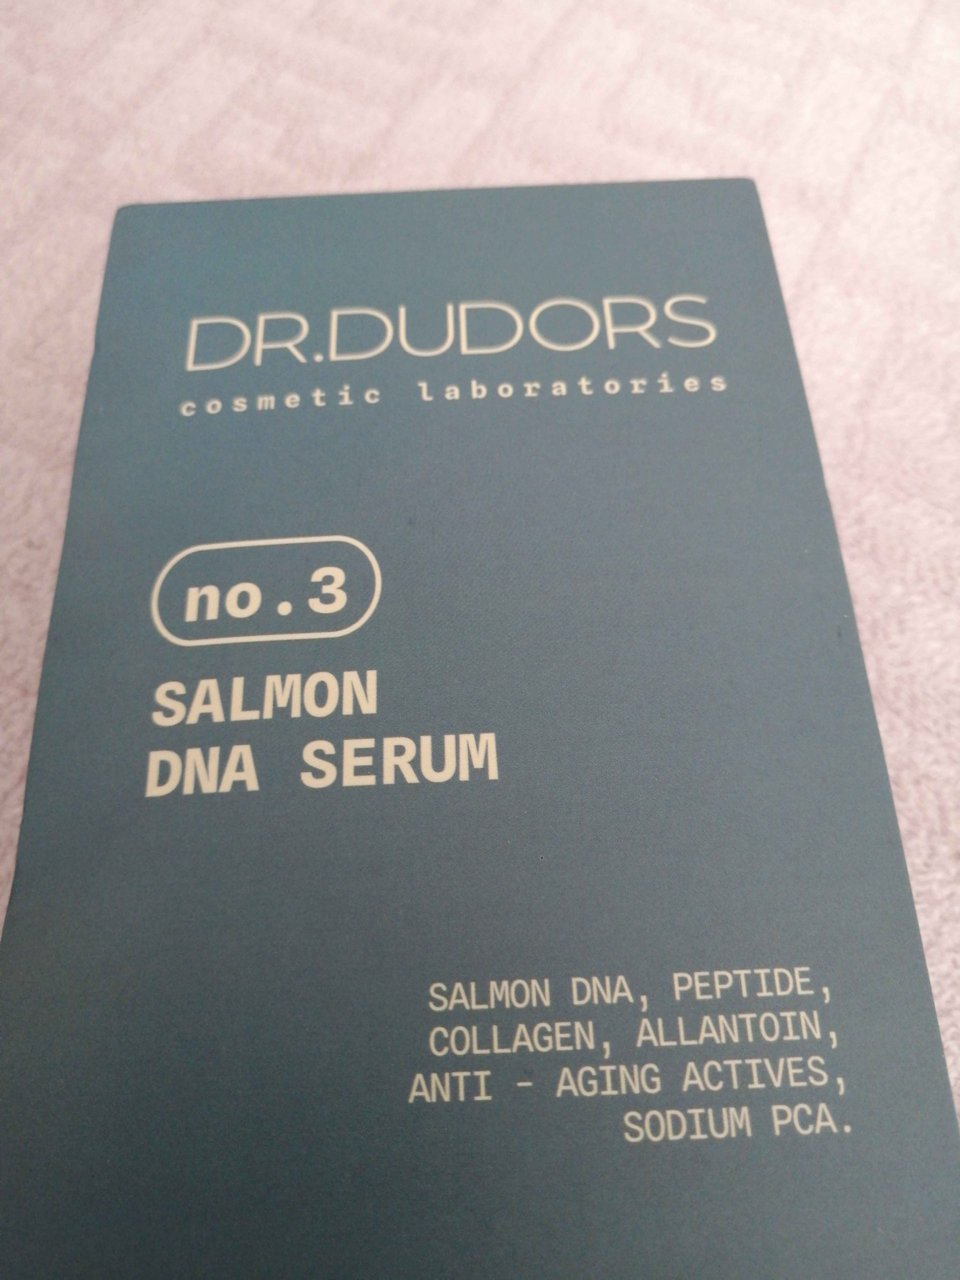 DR.DUDORS
cosmetic laboratories
no.3
SALMON
DNA SERUM
SALMON DNA, PEPTIDE,
COLLAGEN, ALLANTOIN,
ANTI - AGING ACTIVES,
SODIUM PCA.